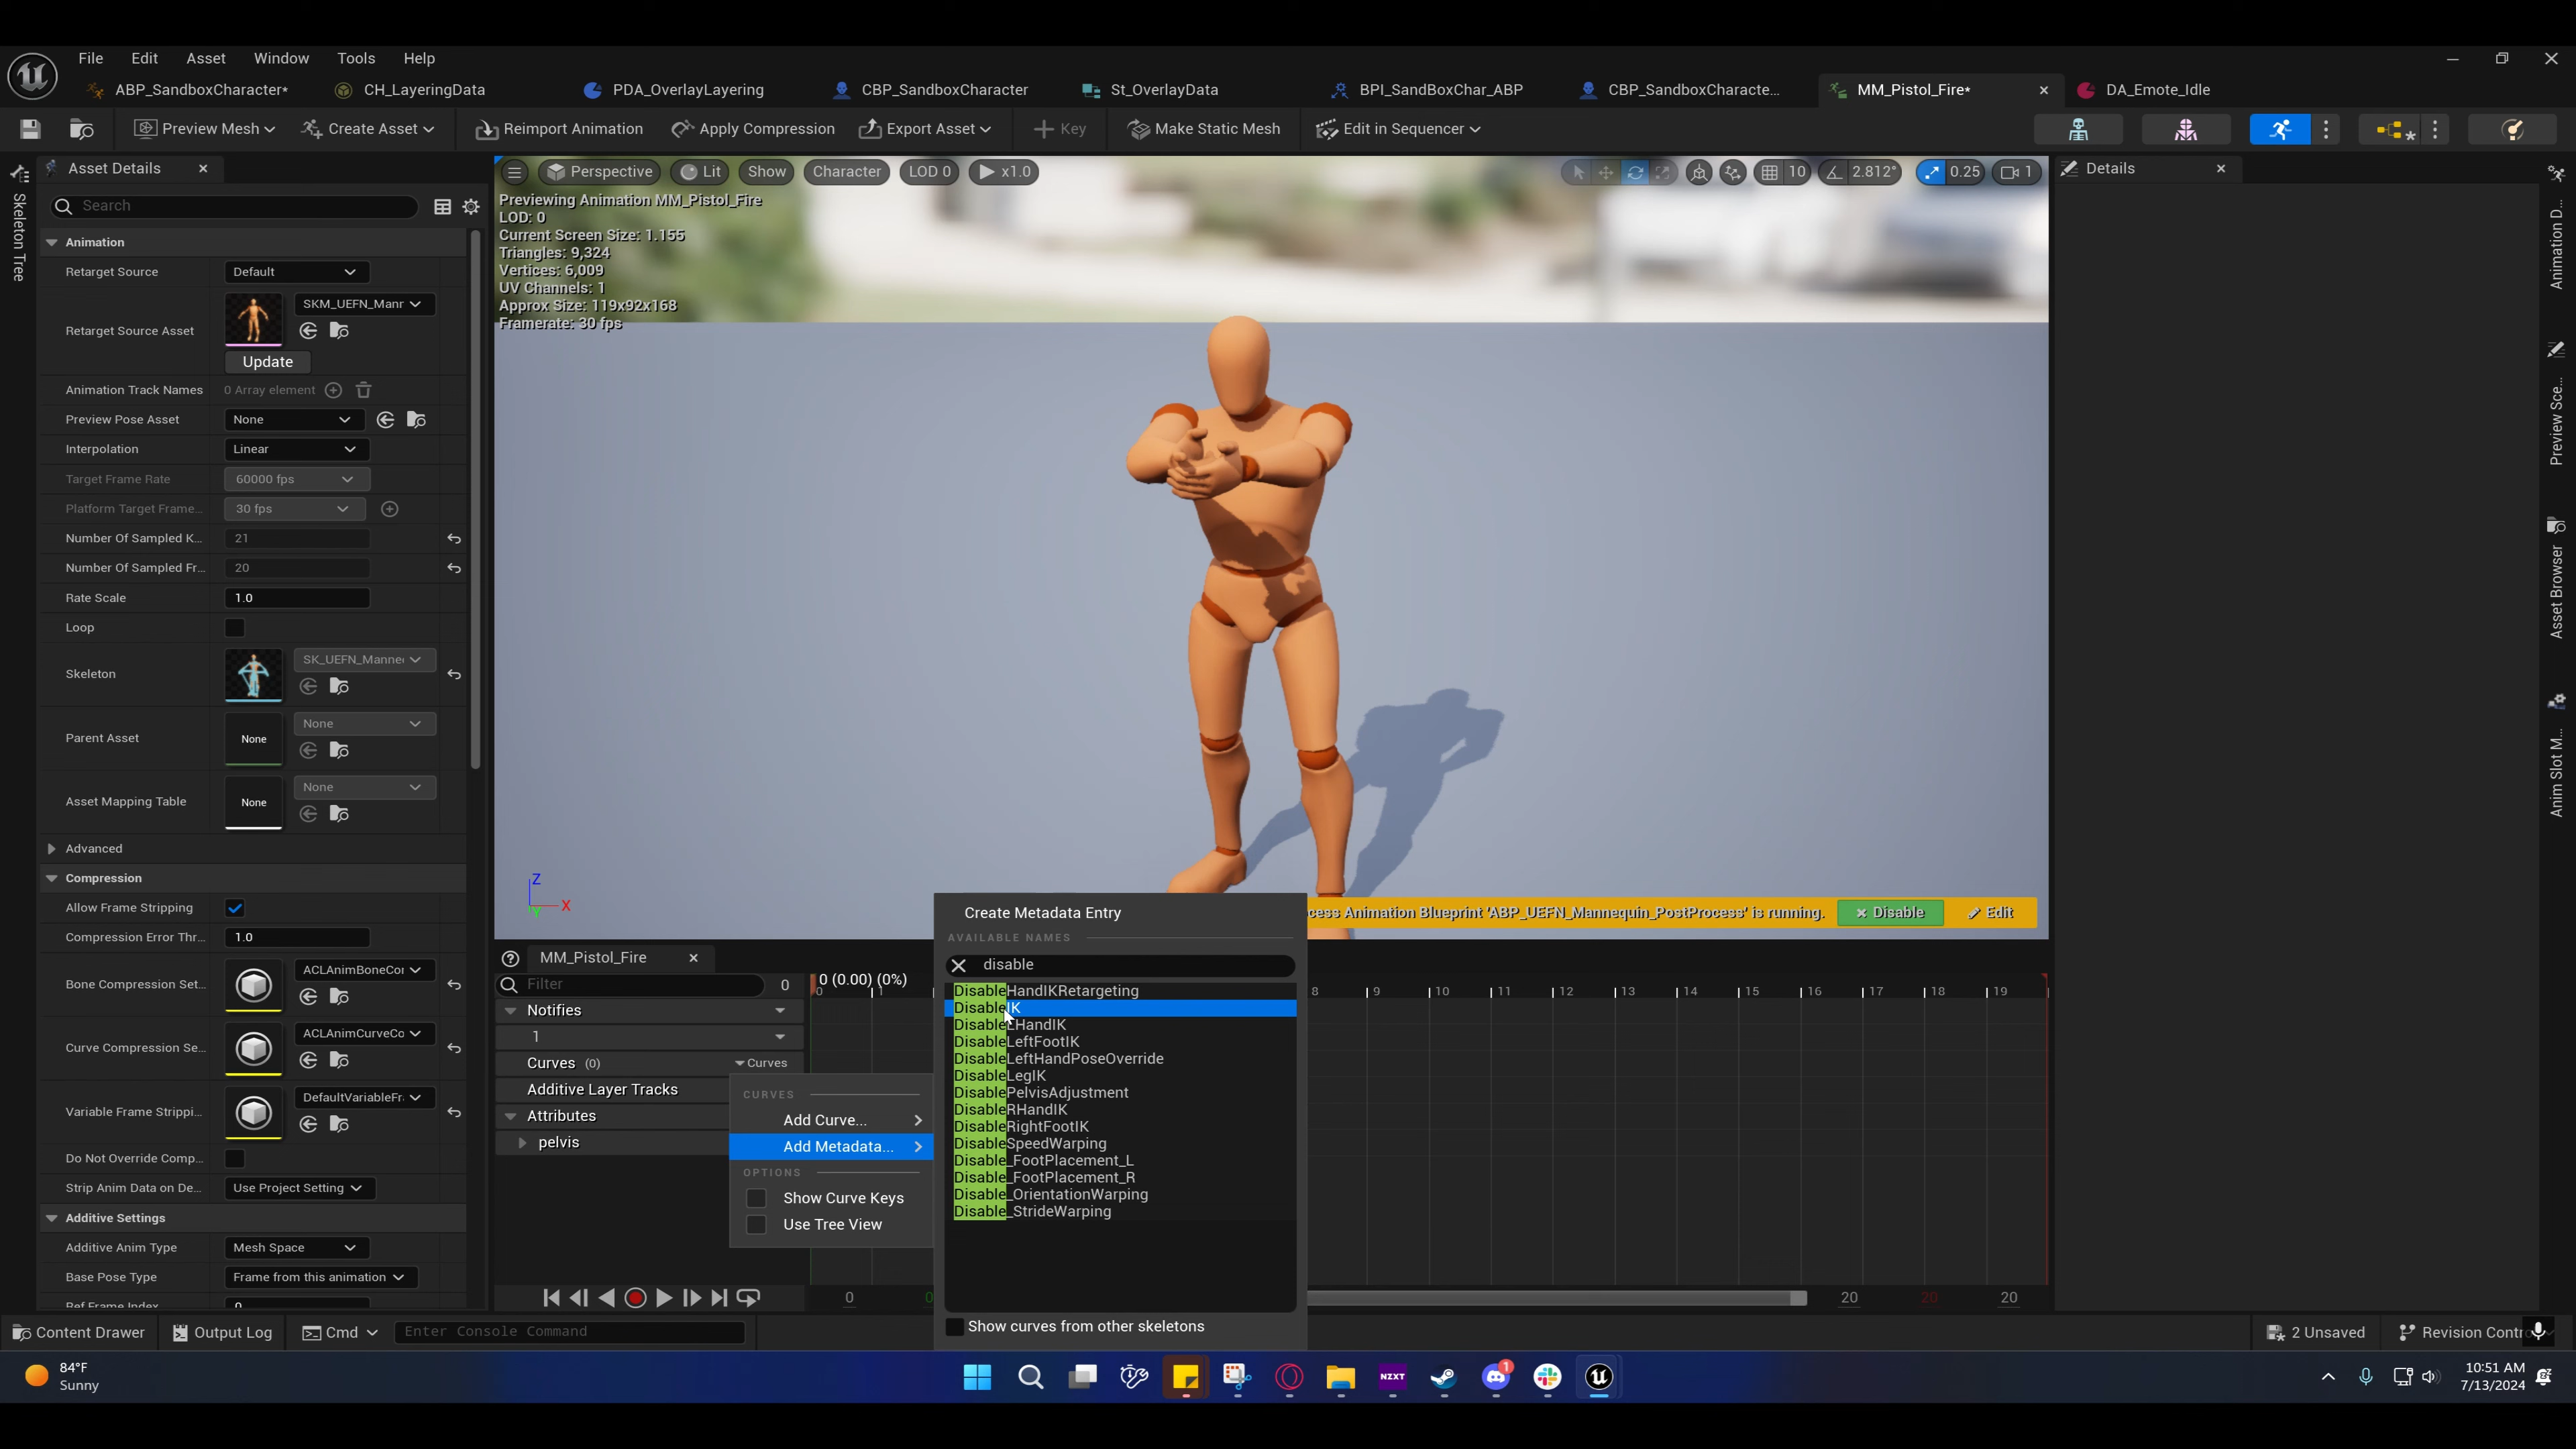 File Edit Asset Window Tools Help
ABP_SandboxCharacter* CH_LayeringData PDA_OverlayLayering CBP_SandboxCharacter St_OverlayData BPI_SandBoxChar_ABP CBP_SandboxCharacte... MM_Pistol_Fire* DA_Emote_Idle
Preview Mesh Create Asset Reimport Animation Apply Compression Export Asset Key Make Static Mesh Edit in Sequencer
Skeleton Tree
Asset Details
Search
Animation
Retarget Source Default
Retarget Source Asset SKM_UEFN_Manr
Update
Animation Track Names 0 Array element
Preview Pose Asset None
Interpolation Linear
Target Frame Rate 60000 fps
Platform Target Frame... 30 fps
Number Of Sampled K... 21
Number Of Sampled Fr... 20
Rate Scale 1.0
Loop
Skeleton SK_UEFN_Manne
Parent Asset None None
Asset Mapping Table None None
Advanced
Compression
Allow Frame Stripping
Compression Error Thr... 1.0
Bone Compression Set... ACLAnimBoneCor
Curve Compression Se... ACLAnimCurveCo
Variable Frame Strippi... DefaultVariableFr
Do Not Override Comp...
Strip Anim Data on De... Use Project Setting
Additive Settings
Additive Anim Type Mesh Space
Base Pose Type Frame from this animation
Ref Frame Index 0
Perspective Lit Show Character LOD 0 x1.0
10 2.812° 0.25 1
Previewing Animation MM_Pistol_Fire
LOD: 0
Current Screen Size: 1.155
Triangles: 9,324
Vertices: 6,009
UV Channels: 1
Approx Size: 119x92x168
Framerate: 30 fps
Z
X
Y
cess Animation Blueprint 'ABP_UEFN_Mannequin_PostProcess' is running. Disable Edit
MM_Pistol_Fire
Filter 0 0 (0.00) (0%)
0 1 8 9 10 11 12 13 14 15 16 17 18 19
Notifies
1
Curves (0) Curves
Additive Layer Tracks
Attributes
pelvis
CURVES
Add Curve...
Add Metadata...
OPTIONS
Show Curve Keys
Use Tree View
Create Metadata Entry
AVAILABLE NAMES
disable
DisableHandIKRetargeting
DisableIK
DisableLHandIK
DisableLeftFootIK
DisableLeftHandPoseOverride
DisableLegIK
DisablePelvisAdjustment
DisableRHandIK
DisableRightFootIK
DisableSpeedWarping
Disable_FootPlacement_L
Disable_FootPlacement_R
Disable_OrientationWarping
Disable_StrideWarping
Show curves from other skeletons
0 0 20 20 20
Details
Animation D...
Preview Sce...
Asset Browser
Anim Slot M...
Content Drawer Output Log Cmd Enter Console Command 2 Unsaved Revision Contro
84°F
Sunny
NZXT
1
10:51 AM
7/13/2024